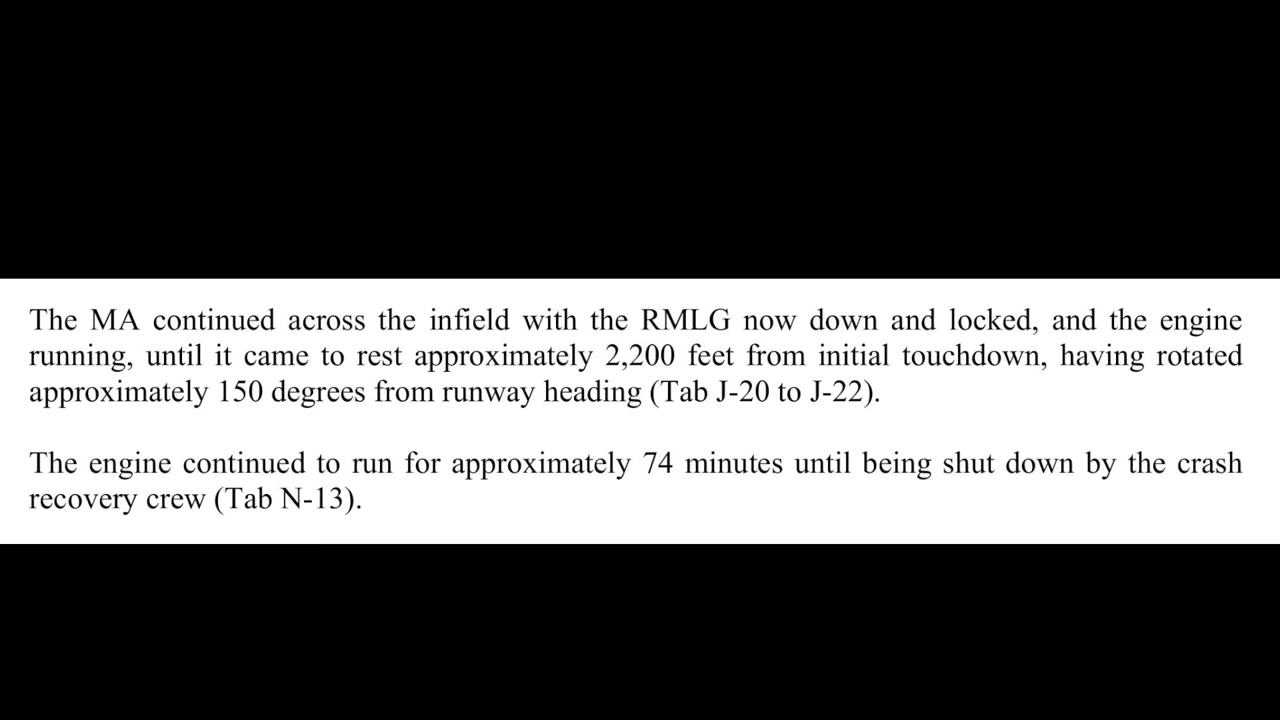 The MA continued across the infield with the RMLG now down and locked, and the engine
running, until it came to rest approximately 2,200 feet from initial touchdown, having rotated
approximately 150 degrees from runway heading (Tab J-20 to J-22).
The engine continued to run for approximately 74 minutes until being shut down by the crash
recovery crew (Tab N-13).